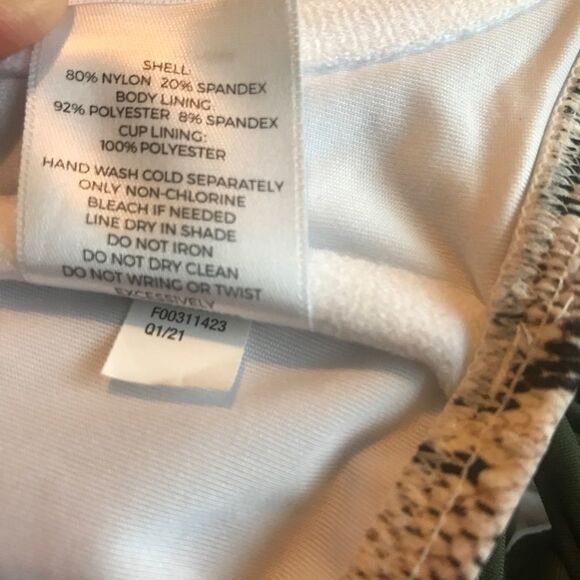 SHELL:
80% NYLON 20% SPANDEX
BODY LINING:
92% POLYESTER 8% SPANDEX
CUP LINING:
100% POLYESTER
HAND WASH COLD SEPARATELY
ONLY NON-CHLORINE
BLEACH IF NEEDED
LINE DRY IN SHADE
DO NOT IRON
DO NOT DRY CLEAN
DO NOT WRING OR TWIST
EXCESSIVELY
F00311423
Q1/21